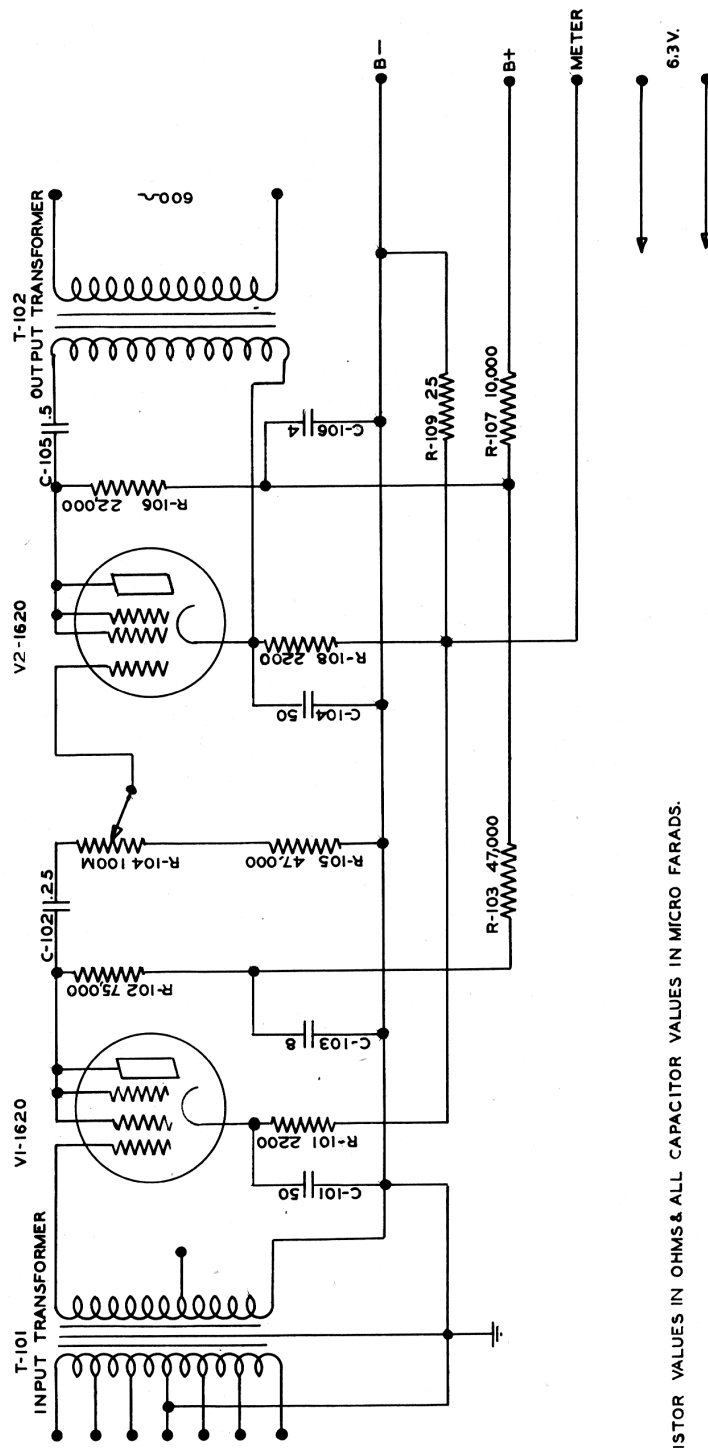 T-101
INPUT TRANSFORMER
V1-1620
C-101
50
R-101
2200
R-102 75,000
C-103
8
C-102 .25
R-104 100M
R-105 47,000
R-103 47,000
V2-1620
C-104
50
R-108
2200
R-106
22,000
C-105 .5
C-106
4
R-109 25
R-107 10,000
T-102
OUTPUT TRANSFORMER
600
B-
B+
METER
6.3 V.
ISTOR VALUES IN OHMS & ALL CAPACITOR VALUES IN MICRO FARADS.